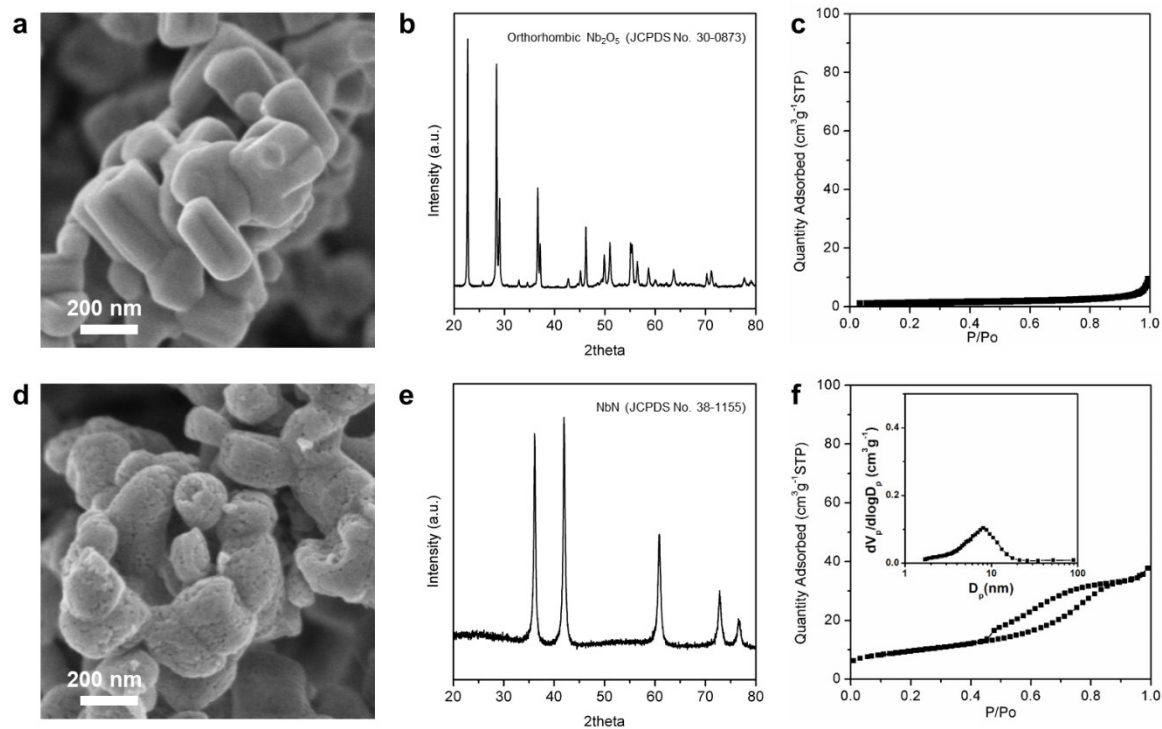 a
200 nm
b
Orthorhombic Nb₂O₅ (JCPDS No. 30-0873)
Intensity (a.u.)
20 30 40 50 60 70 80
2theta
c
Quantity Adsorbed (cm³g⁻¹STP)
100
80
60
40
20
0
0.0 0.2 0.4 0.6 0.8 1.0
P/Po
d
200 nm
e
NbN (JCPDS No. 38-1155)
Intensity (a.u.)
20 30 40 50 60 70 80
2theta
f
Quantity Adsorbed (cm³g⁻¹STP)
100
80
60
40
20
0
dVₚ/dlogDₚ (cm³g⁻¹)
0.4
0.2
0.0
1 10 100
Dₚ(nm)
0.0 0.2 0.4 0.6 0.8 1.0
P/Po